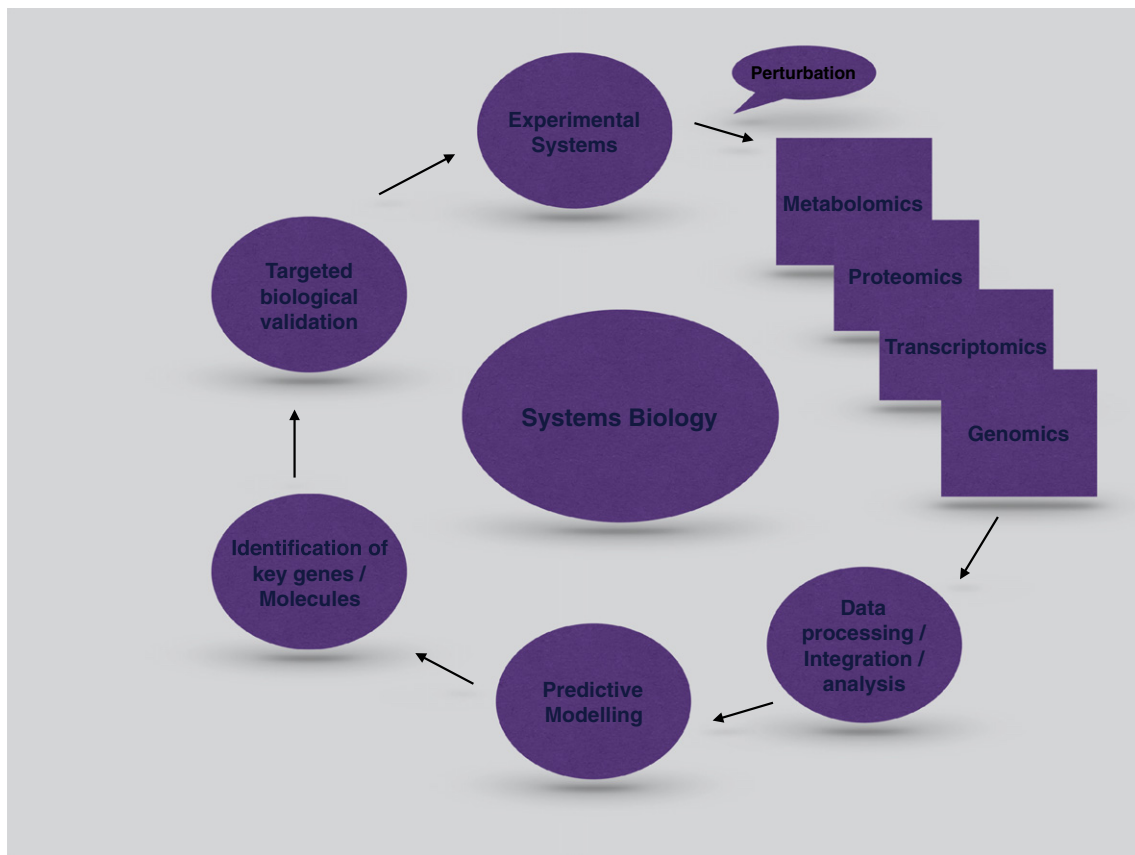 Perturbation
Experimental
Systems
Metabolomics
Proteomics
Transcriptomics
Genomics
Targeted
biological
validation
Systems Biology
Identification of
key genes /
Molecules
Data
processing /
Integration /
analysis
Predictive
Modelling